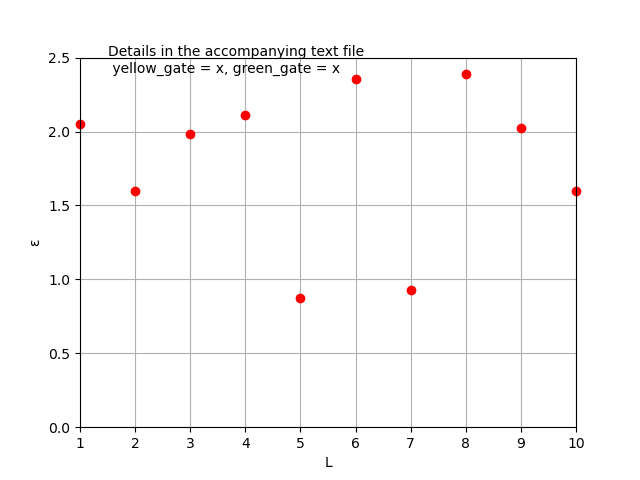 Details in the accompanying text file
yellow_gate = x, green_gate = x
2.5
2.0
1.5
1.0
0.5
0.0
ε
1 2 3 4 5 6 7 8 9 10
L